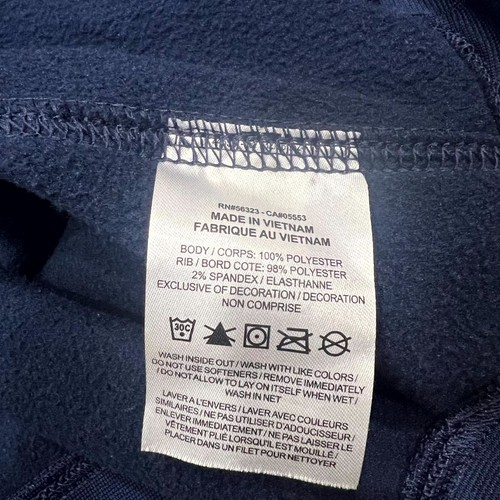 RN#56323 - CA#05553
MADE IN VIETNAM
FABRIQUE AU VIETNAM
BODY / CORPS: 100% POLYESTER
RIB / BORD COTE: 98% POLYESTER
2% SPANDEX / ELASTHANNE
EXCLUSIVE OF DECORATION / DECORATION
NON COMPRISE
30C
WASH INSIDE OUT / WASH WITH LIKE COLORS /
DO NOT USE SOFTENERS / REMOVE IMMEDIATELY
/ DO NOT ALLOW TO LAY ON ITSELF WHEN WET /
WASH IN NET
LAVER A L'ENVERS / LAVER AVEC COULEURS
SIMILAIRES / NE PAS UTILISER D'ADOUCISSEUR /
ENLEVER IMMEDIATEMENT / NE PAS LAISSER LE
VÊTEMENT PLIÉ LORSQU'IL EST MOUILLÉ /
PLACER DANS UN FILET POUR NETTOYER